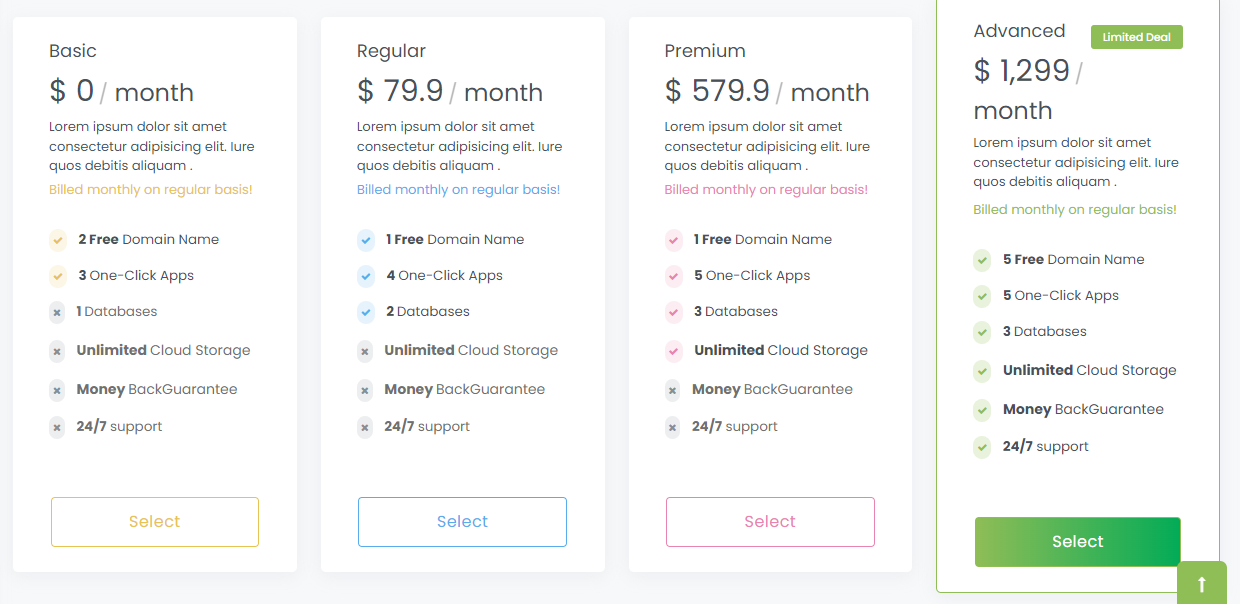 Basic
$ 0 / month
Lorem ipsum dolor sit amet
consectetur adipisicing elit. Iure
quos debitis aliquam .
Billed monthly on regular basis!
2 Free Domain Name
3 One-Click Apps
1 Databases
Unlimited Cloud Storage
Money BackGuarantee
24/7 support
Select
Regular
$ 79.9 / month
Lorem ipsum dolor sit amet
consectetur adipisicing elit. Iure
quos debitis aliquam .
Billed monthly on regular basis!
1 Free Domain Name
4 One-Click Apps
2 Databases
Unlimited Cloud Storage
Money BackGuarantee
24/7 support
Select
Premium
$ 579.9 / month
Lorem ipsum dolor sit amet
consectetur adipisicing elit. Iure
quos debitis aliquam .
Billed monthly on regular basis!
1 Free Domain Name
5 One-Click Apps
3 Databases
Unlimited Cloud Storage
Money BackGuarantee
24/7 support
Select
Advanced
Limited Deal
$ 1,299 /
month
Lorem ipsum dolor sit amet
consectetur adipisicing elit. Iure
quos debitis aliquam .
Billed monthly on regular basis!
5 Free Domain Name
5 One-Click Apps
3 Databases
Unlimited Cloud Storage
Money BackGuarantee
24/7 support
Select